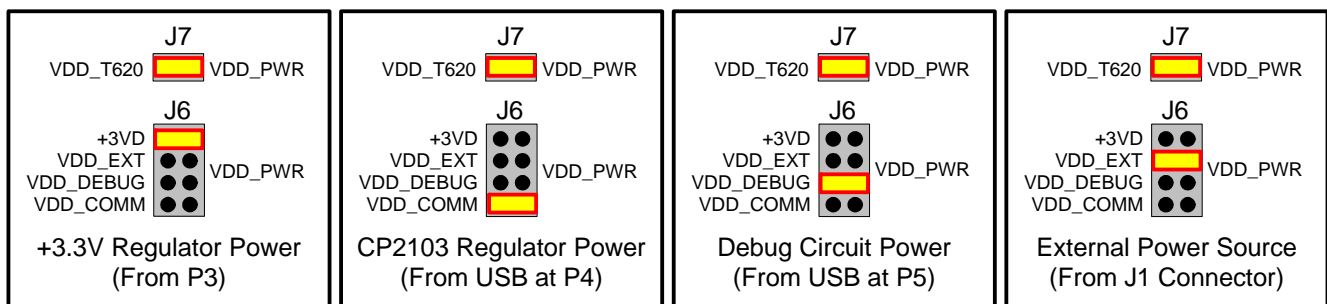 J7
VDD_T620 VDD_PWR
J6
+3VD
VDD_EXT
VDD_DEBUG
VDD_COMM
VDD_PWR
+3.3V Regulator Power
(From P3)
J7
VDD_T620 VDD_PWR
J6
+3VD
VDD_EXT
VDD_DEBUG
VDD_COMM
VDD_PWR
CP2103 Regulator Power
(From USB at P4)
J7
VDD_T620 VDD_PWR
J6
+3VD
VDD_EXT
VDD_DEBUG
VDD_COMM
VDD_PWR
Debug Circuit Power
(From USB at P5)
J7
VDD_T620 VDD_PWR
J6
+3VD
VDD_EXT
VDD_DEBUG
VDD_COMM
VDD_PWR
External Power Source
(From J1 Connector)